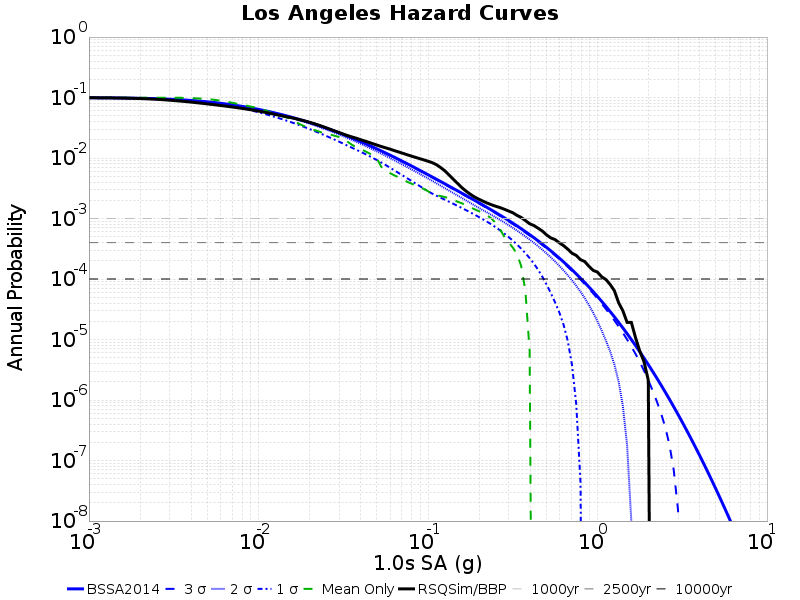 Los Angeles Hazard Curves
Annual Probability
10^0
10^-1
10^-2
10^-3
10^-4
10^-5
10^-6
10^-7
10^-8
10^-3 10^-2 10^-1 10^0 10^1
1.0s SA (g)
BSSA2014 3 σ 2 σ 1 σ Mean Only RSQSim/BBP 1000yr 2500yr 10000yr